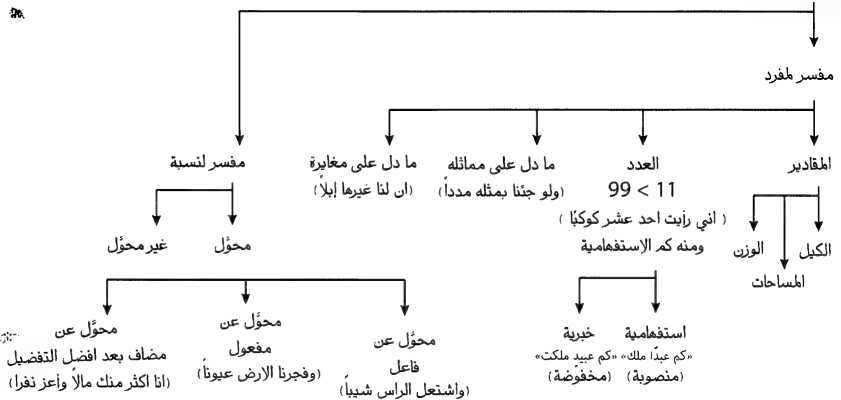 مفسر لمفرد
المقادير
العدد
ما دل على مماثله
ما دل على مغايرة
مفسر لنسبة
99 < 11
(ولو جئنا بمثله مدداً)
(ان لنا غيرها إبلاً)
( اني رأيت احد عشر كوكبًا )
ومنه كم الإستفهامية
الكيل
الوزن
المساحات
محوَّل
غير محوَّل
استفهامية
«كم عبدًا ملك»
(منصوبة)
خبرية
«كم عبيدٍ ملكت»
(مخفوضة)
محوَّل عن
فاعل
(واشتعل الراس شيباً)
محوَّل عن
مفعول
(وفجرنا الارض عيوناً)
محوَّل عن
مضاف بعد افضل التفضيل
(انا اكثر منك مالاً وأعز نفرا)